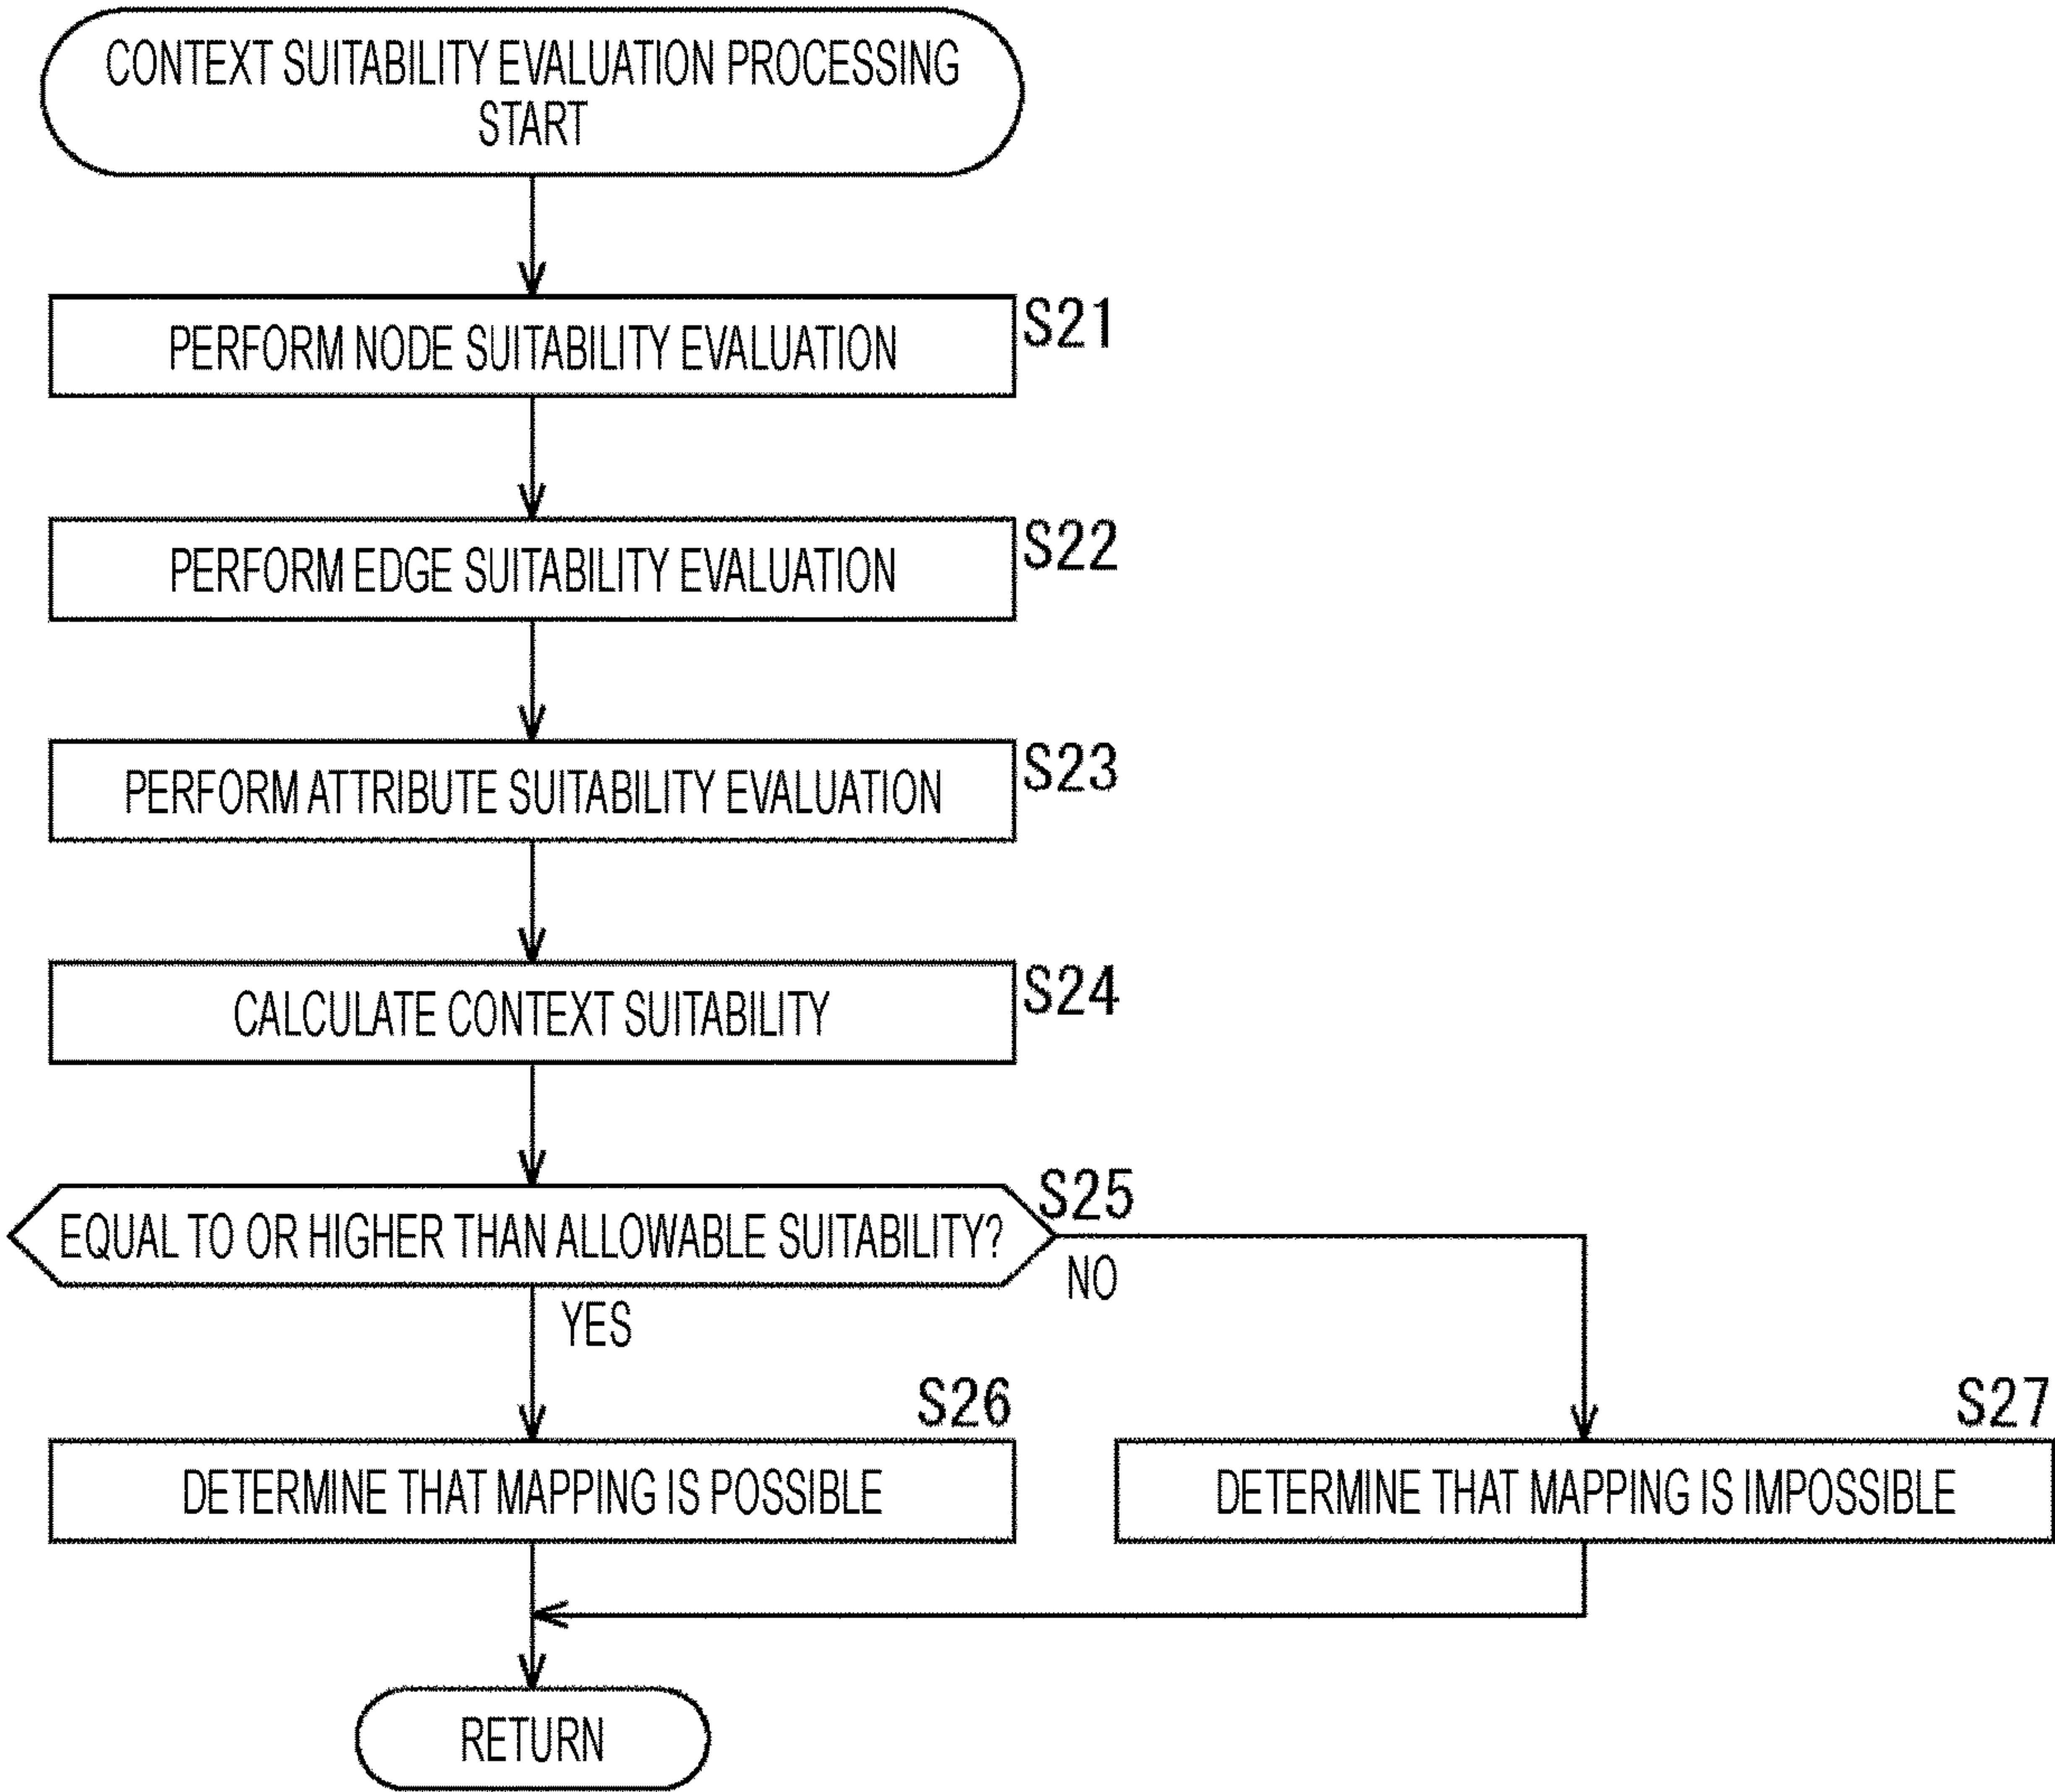 CONTEXT SUITABILITY EVALUATION PROCESSING
START
PERFORM NODE SUITABILITY EVALUATION
S21
PERFORM EDGE SUITABILITY EVALUATION
S22
PERFORM ATTRIBUTE SUITABILITY EVALUATION
S23
CALCULATE CONTEXT SUITABILITY
S24
EQUAL TO OR HIGHER THAN ALLOWABLE SUITABILITY?
S25
NO
YES
S26
DETERMINE THAT MAPPING IS POSSIBLE
S27
DETERMINE THAT MAPPING IS IMPOSSIBLE
RETURN